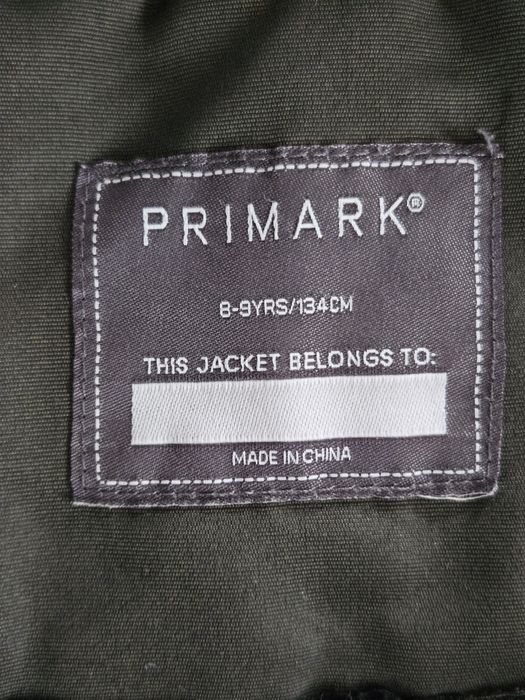 PRIMARK®
8-9YRS/134CM
THIS JACKET BELONGS TO:
MADE IN CHINA